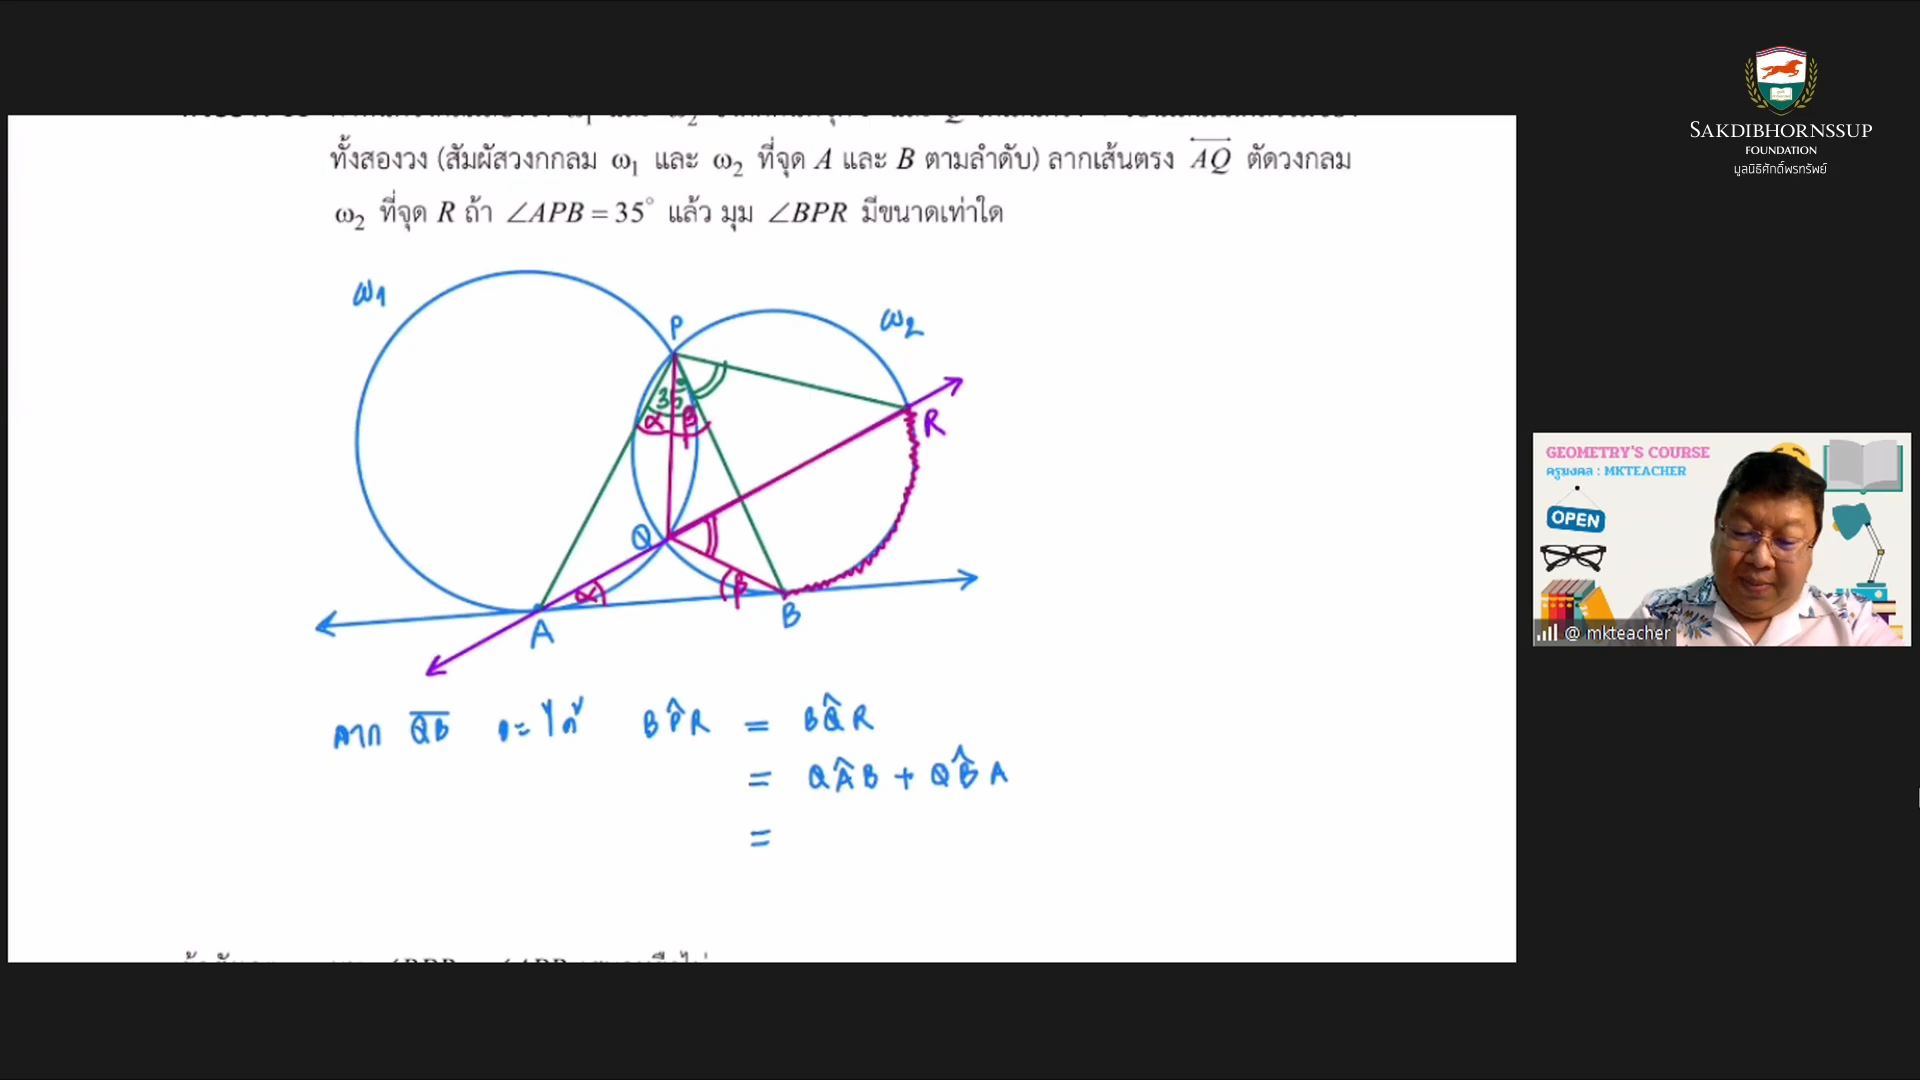 ทั้งสองวง (สัมผัสวงกกลม ω₁ และ ω₂ ที่จุด A และ B ตามลำดับ) ลากเส้นตรง AQ ตัดวงกลม
ω₂ ที่จุด R ถ้า ∠APB = 35° แล้ว มุม ∠BPR มีขนาดเท่าใด
ω₁
ω₂
P
35
α β
R
Q
α
β
A
B
ลาก QB จะได้ BP̂R = BQ̂R
= QÂB + QB̂A
=
SAKDIBHORNSSUP
FOUNDATION
มูลนิธิศักดิ์พรทรัพย์
GEOMETRY'S COURSE
ครูมงคล : MKTEACHER
OPEN
@ mkteacher